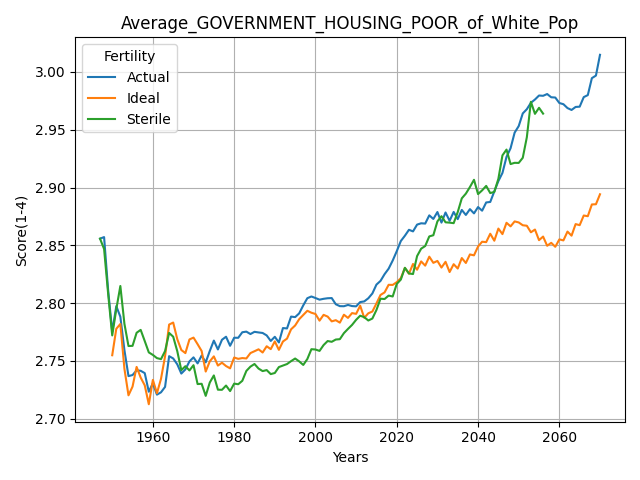 Average_GOVERNMENT_HOUSING_POOR_of_White_Pop
Fertility
Actual
Ideal
Sterile
Score(1-4)
3.00
2.95
2.90
2.85
2.80
2.75
2.70
1960
1980
2000
2020
2040
2060
Years